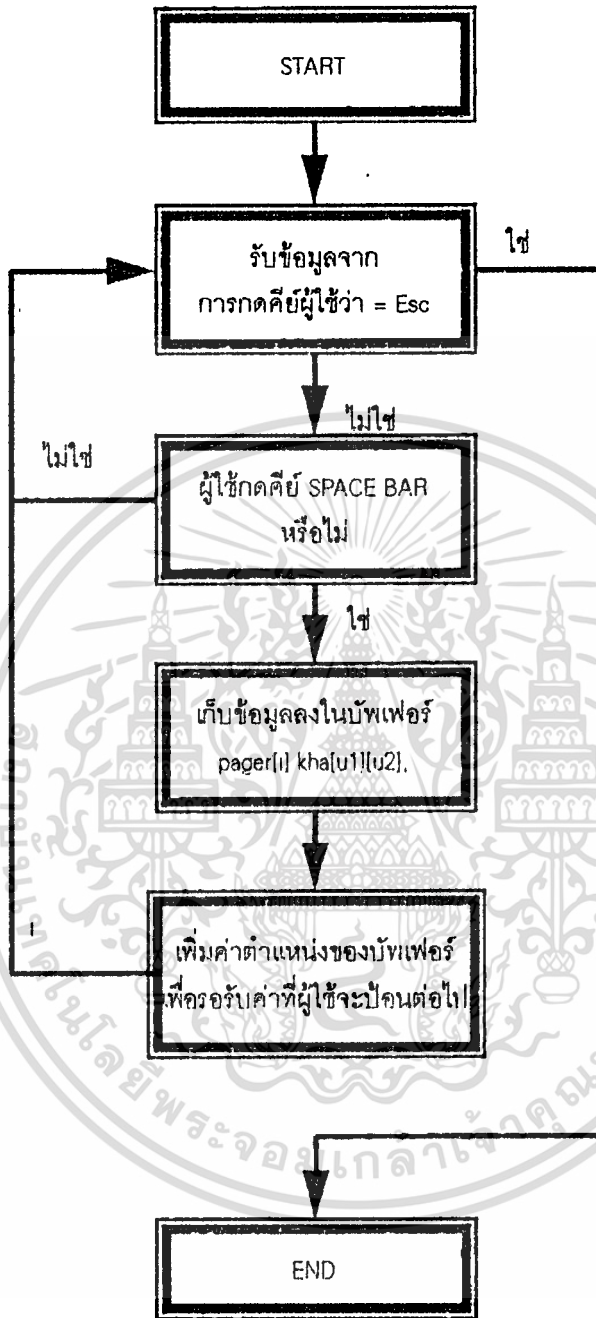 START
รับข้อมูลจาก
การกดคีย์ผู้ใช้ว่า = Esc
ใช่
ไม่ใช่
ไม่ใช่
ผู้ใช้กดคีย์ SPACE BAR
หรือไม่
ใช่
เก็บข้อมูลลงในบัพเฟอร์
pager[i] kha[u1][u2],
เพิ่มค่าตำแหน่งของบัพเฟอร์
เพื่อรอรับค่าที่ผู้ใช้จะป้อนต่อไป
END